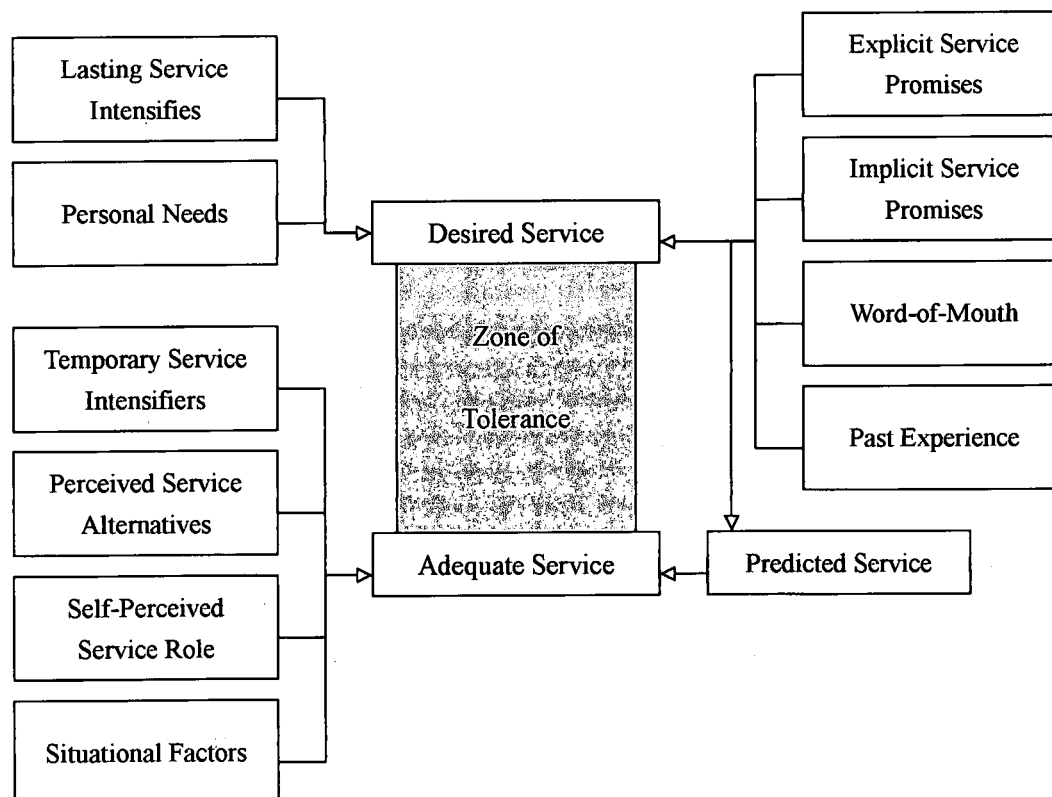 Lasting Service
Intensifies
Personal Needs
Temporary Service
Intensifiers
Perceived Service
Alternatives
Self-Perceived
Service Role
Situational Factors
Desired Service
Zone of
Tolerance
Adequate Service
Explicit Service
Promises
Implicit Service
Promises
Word-of-Mouth
Past Experience
Predicted Service